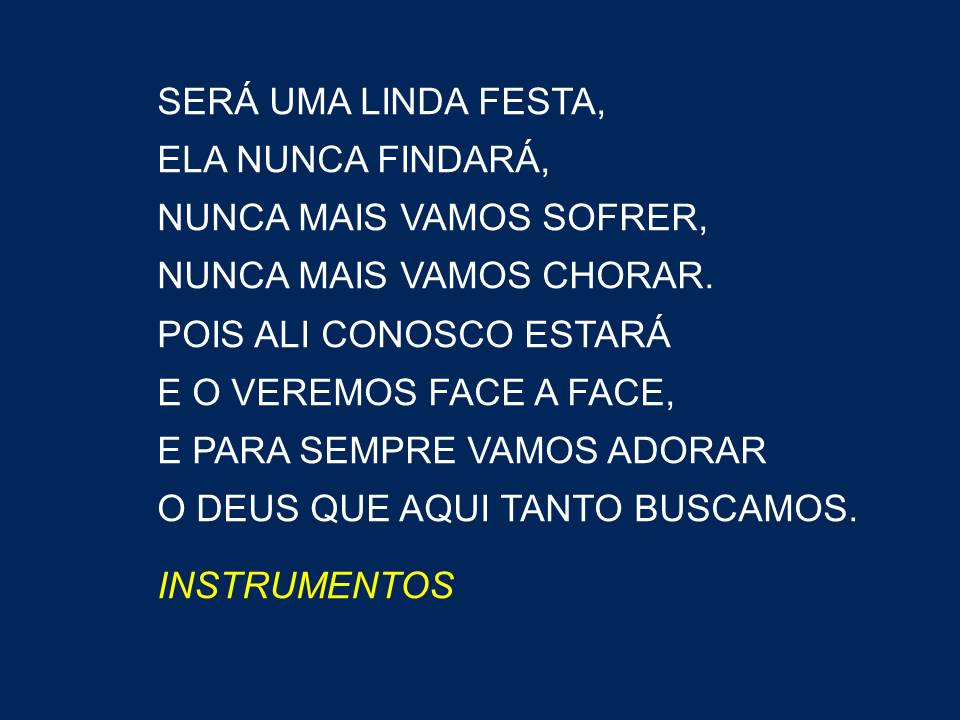 SERÁ UMA LINDA FESTA,
ELA NUNCA FINDARÁ,
NUNCA MAIS VAMOS SOFRER,
NUNCA MAIS VAMOS CHORAR.
POIS ALI CONOSCO ESTARÁ
E O VEREMOS FACE A FACE,
E PARA SEMPRE VAMOS ADORAR
O DEUS QUE AQUI TANTO BUSCAMOS.
INSTRUMENTOS